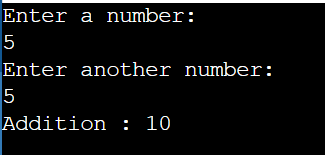 Enter a number:
5
Enter another number:
5
Addition : 10